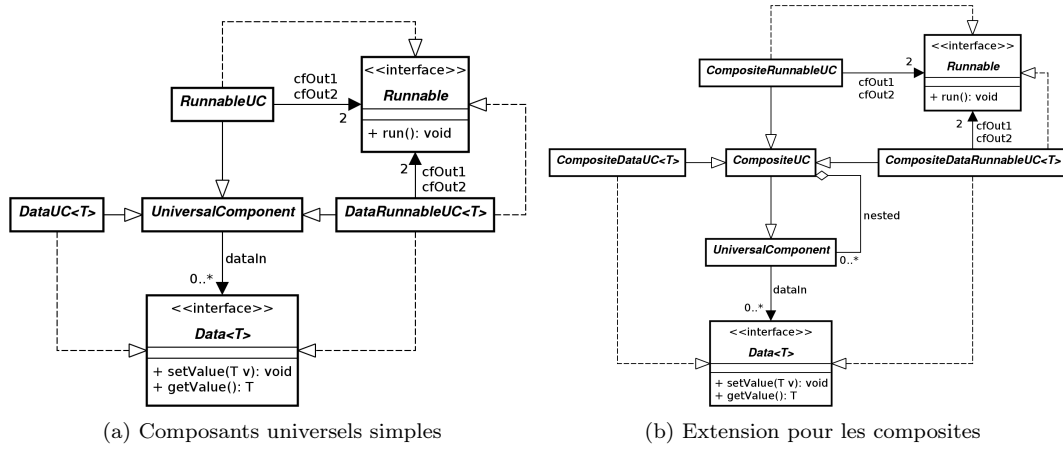 <<interface>>
Runnable
+ run(): void
RunnableUC
cfOut1
cfOut2
2
2
cfOut1
cfOut2
DataUC<T>
UniversalComponent
DataRunnableUC<T>
dataIn
0..*
<<interface>>
Data<T>
+ setValue(T v): void
+ getValue(): T
(a) Composants universels simples
CompositeRunnableUC
2
cfOut1
cfOut2
<<interface>>
Runnable
+ run(): void
2
cfOut1
cfOut2
CompositeDataUC<T>
CompositeUC
CompositeDataRunnableUC<T>
nested
UniversalComponent
0..*
dataIn
0..*
<<interface>>
Data<T>
+ setValue(T v): void
+ getValue(): T
(b) Extension pour les composites